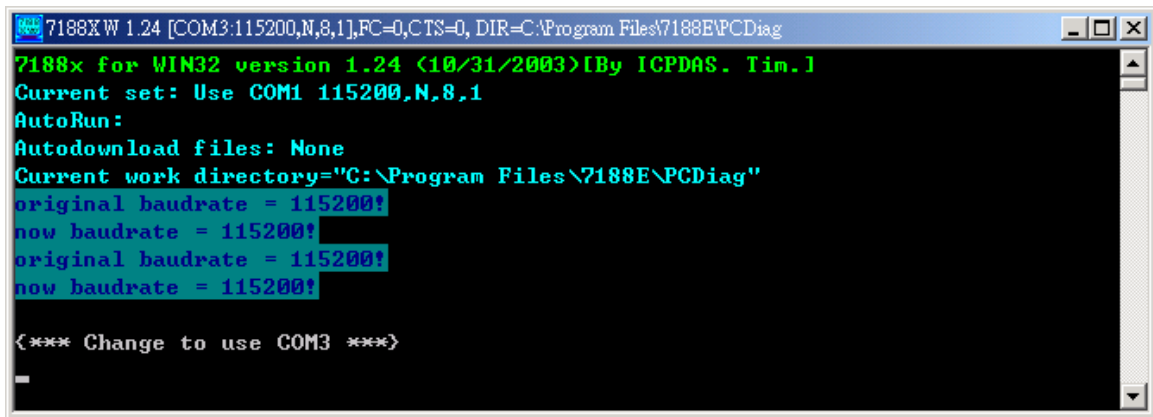 7188XW 1.24 [COM3:115200,N,8,1],FC=0,CTS=0, DIR=C:\Program Files\7188E\PCDiag
7188x for WIN32 version 1.24 (10/31/2003)[By ICPDAS. Tim.]
Current set: Use COM1 115200,N,8,1
AutoRun:
Autodownload files: None
Current work directory="C:\Program Files\7188E\PCDiag"
original baudrate = 115200!
now baudrate = 115200!
original baudrate = 115200!
now baudrate = 115200!
{*** Change to use COM3 ***}